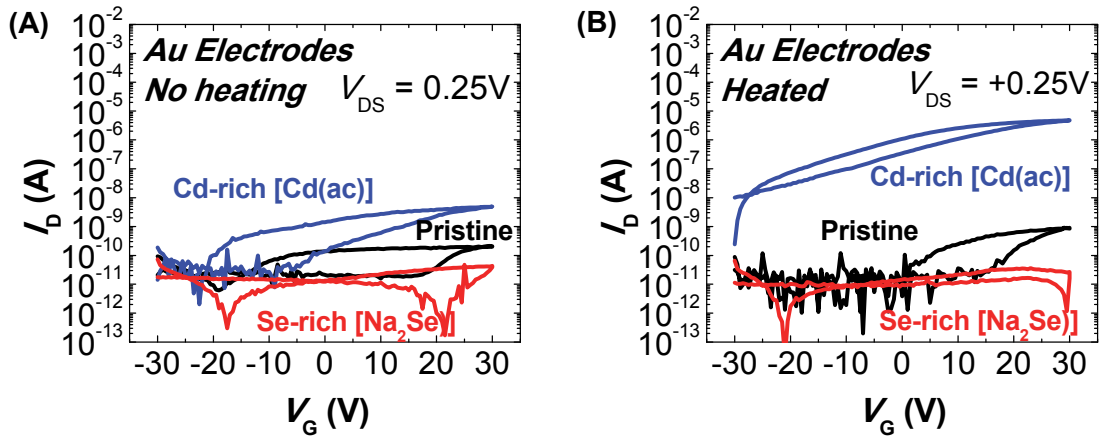 (A)
10⁻²
10⁻³
10⁻⁴
10⁻⁵
10⁻⁶
10⁻⁷
10⁻⁸
10⁻⁹
10⁻¹⁰
10⁻¹¹
10⁻¹²
10⁻¹³
I_D (A)
Au Electrodes
No heating V_DS = 0.25V
Cd-rich [Cd(ac)]
Pristine
Se-rich [Na₂Se)]
-30 -20 -10 0 10 20 30
V_G (V)
(B)
10⁻²
10⁻³
10⁻⁴
10⁻⁵
10⁻⁶
10⁻⁷
10⁻⁸
10⁻⁹
10⁻¹⁰
10⁻¹¹
10⁻¹²
10⁻¹³
I_D (A)
Au Electrodes
Heated V_DS = +0.25V
Cd-rich [Cd(ac)]
Pristine
Se-rich [Na₂Se)]
-30 -20 -10 0 10 20 30
V_G (V)